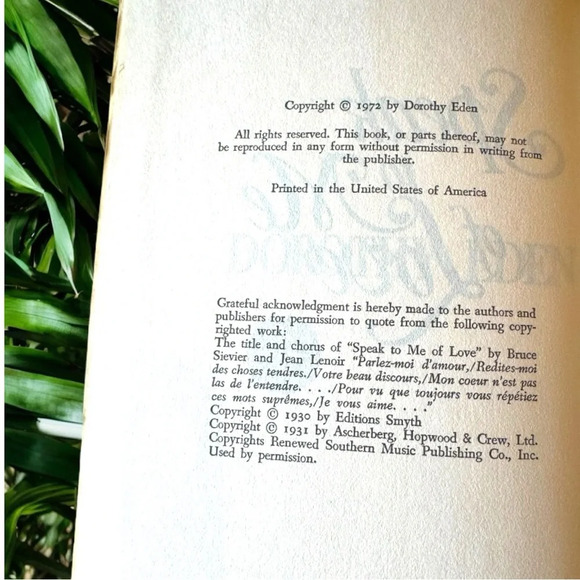 Copyright © 1972 by Dorothy Eden
All rights reserved. This book, or parts thereof, may not
be reproduced in any form without permission in writing from
the publisher.
Printed in the United States of America
Grateful acknowledgment is hereby made to the authors and
publishers for permission to quote from the following copy-
righted work:
The title and chorus of “Speak to Me of Love” by Bruce
Sievier and Jean Lenoir “Parlez-moi d'amour,/Redites-moi
des choses tendres./Votre beau discours,/Mon coeur n'est pas
las de l'entendre. . . ./Pour vu que toujours vous répétiez
ces mots suprêmes,/Je vous aime. . . .”
Copyright © 1930 by Editions Smyth
Copyright © 1931 by Ascherberg, Hopwood & Crew, Ltd.
Copyrights Renewed Southern Music Publishing Co., Inc.
Used by permission.